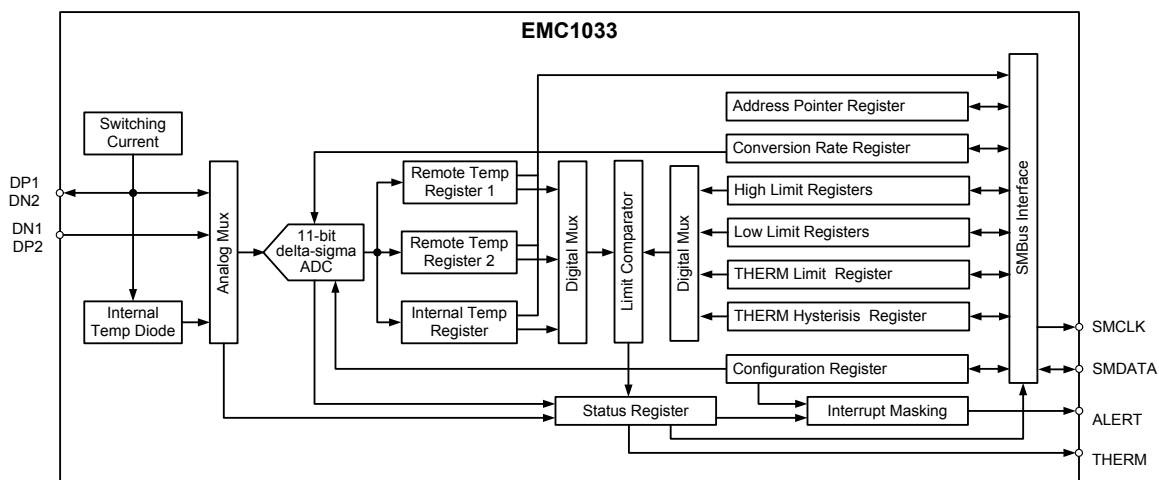 EMC1033
Switching
Current
DP1
DN2
DN1
DP2
Internal
Temp Diode
Analog Mux
11-bit
delta-sigma
ADC
Remote Temp
Register 1
Remote Temp
Register 2
Internal Temp
Register
Digital Mux
Limit Comparator
Digital Mux
Address Pointer Register
Conversion Rate Register
High Limit Registers
Low Limit Registers
THERM Limit Register
THERM Hysterisis Register
Configuration Register
Status Register
Interrupt Masking
SMBus Interface
SMCLK
SMDATA
ALERT
THERM